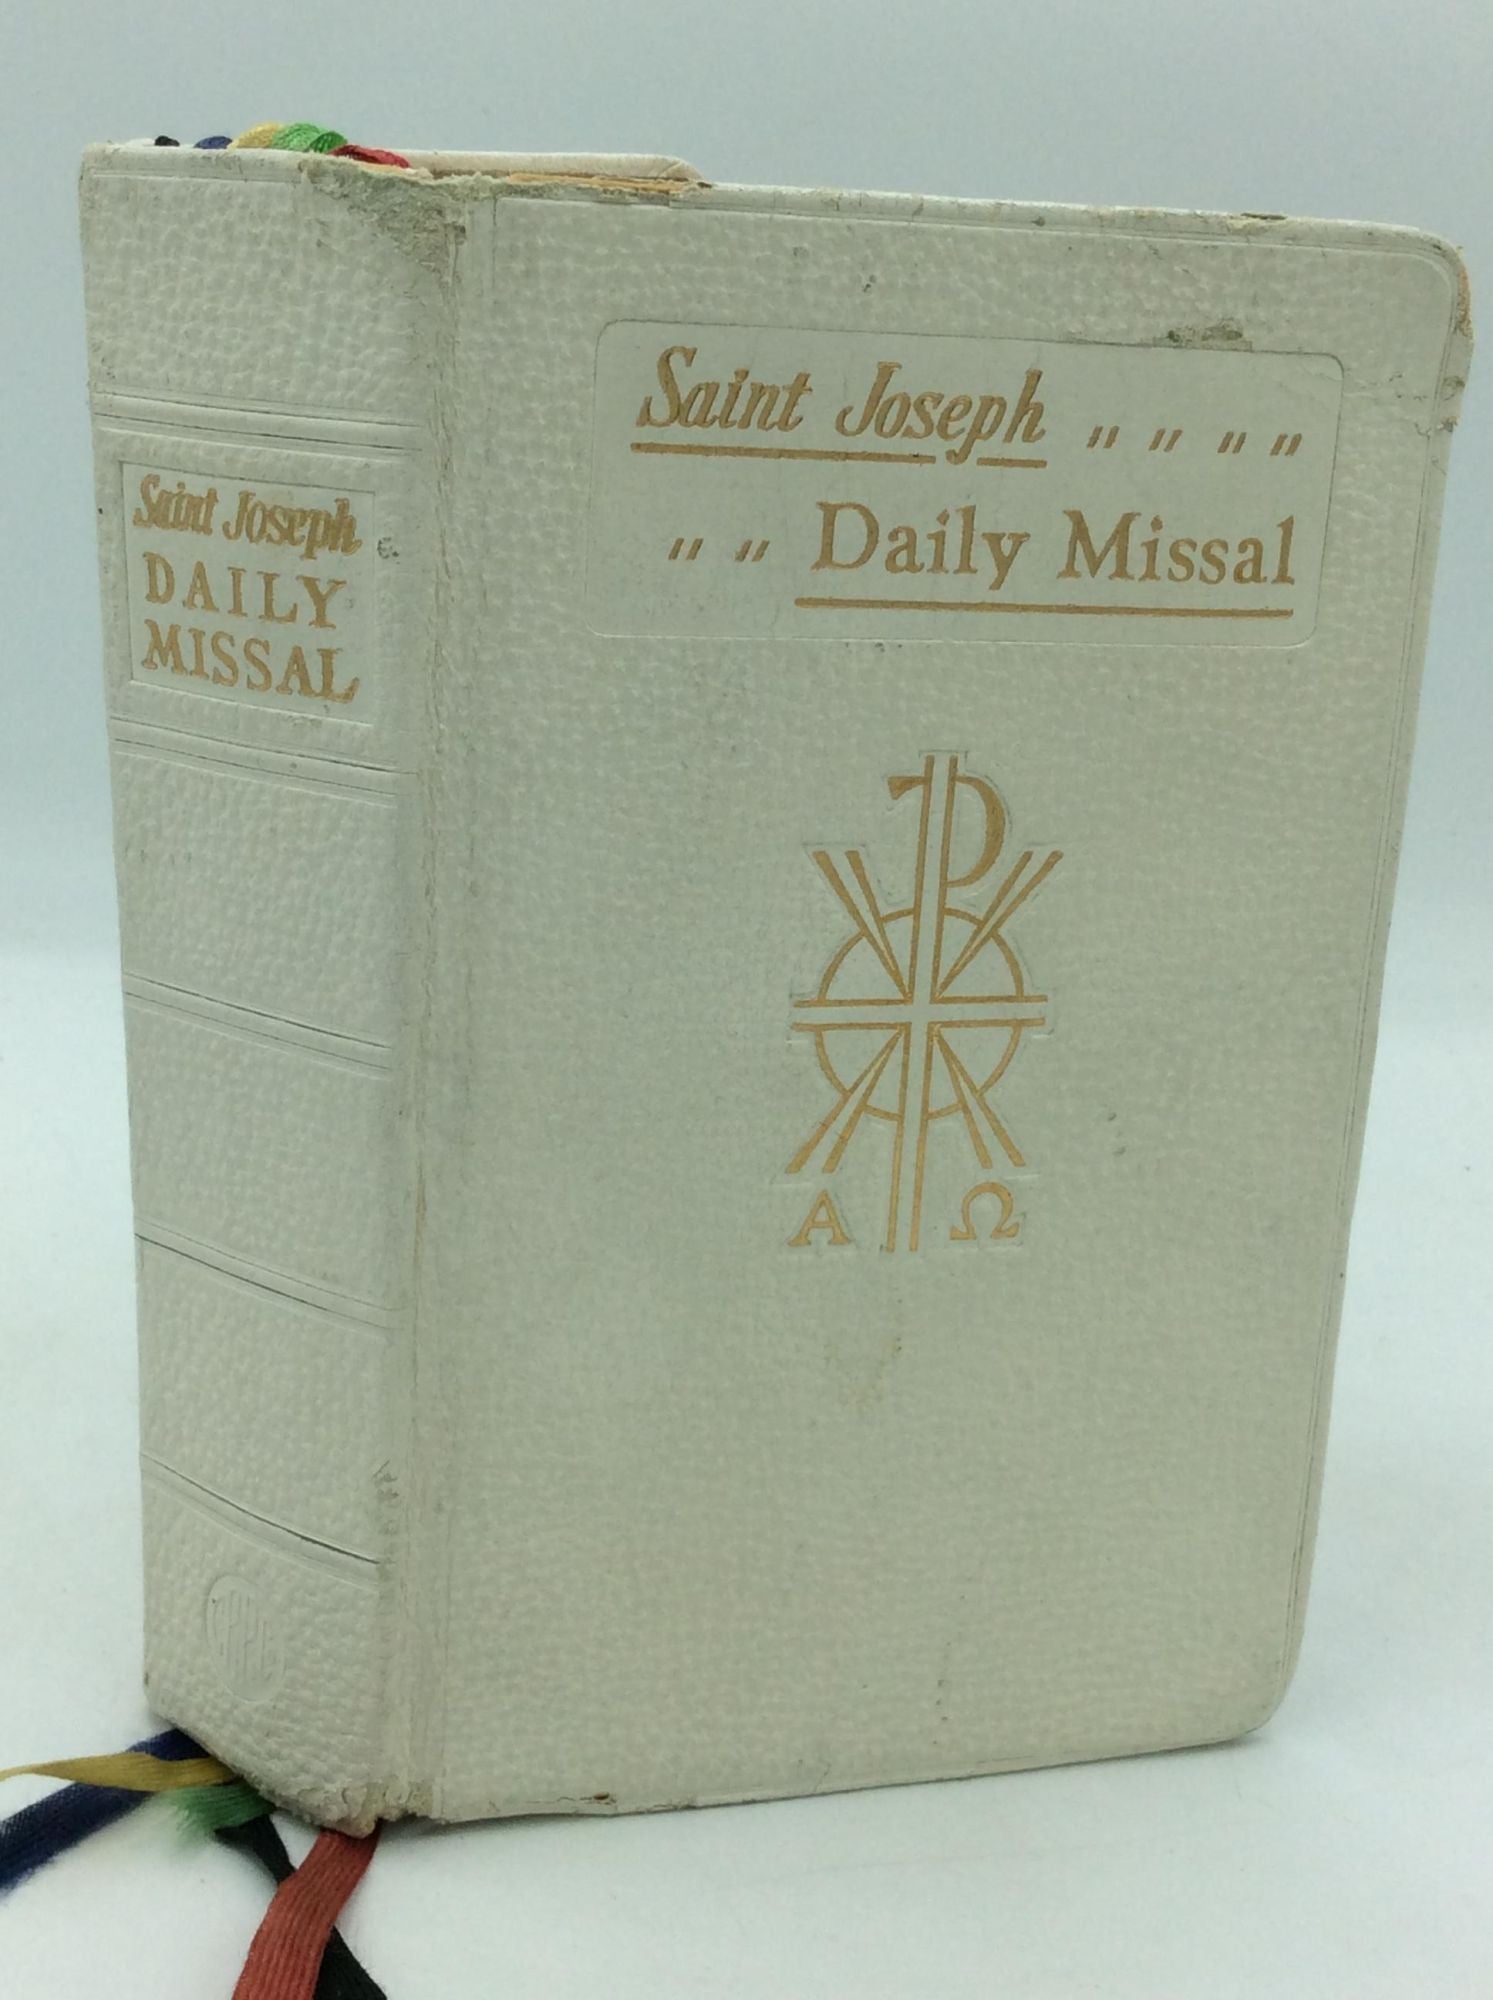 Saint Joseph
DAILY
MISSAL
Saint Joseph " " " "
" " Daily Missal
Α Ω